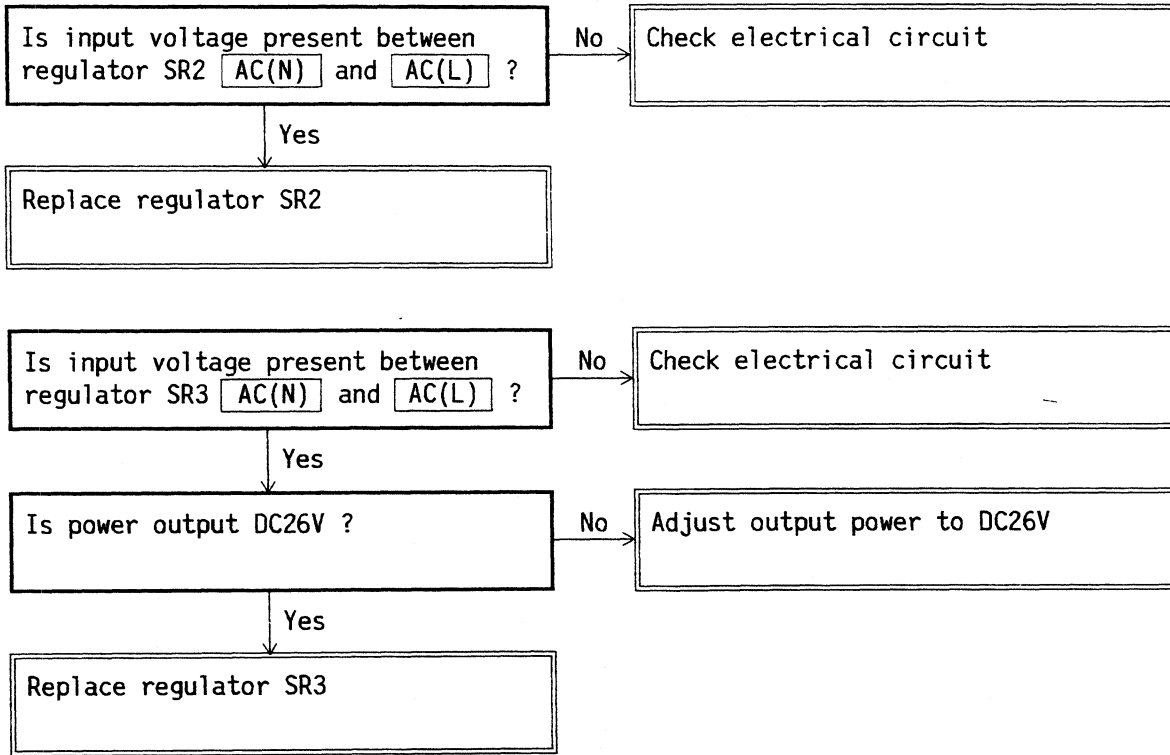 Is input voltage present between
regulator SR2 AC(N) and AC(L) ?
No
Check electrical circuit
Yes
Replace regulator SR2
Is input voltage present between
regulator SR3 AC(N) and AC(L) ?
No
Check electrical circuit
Yes
Is power output DC26V ?
No
Adjust output power to DC26V
Yes
Replace regulator SR3